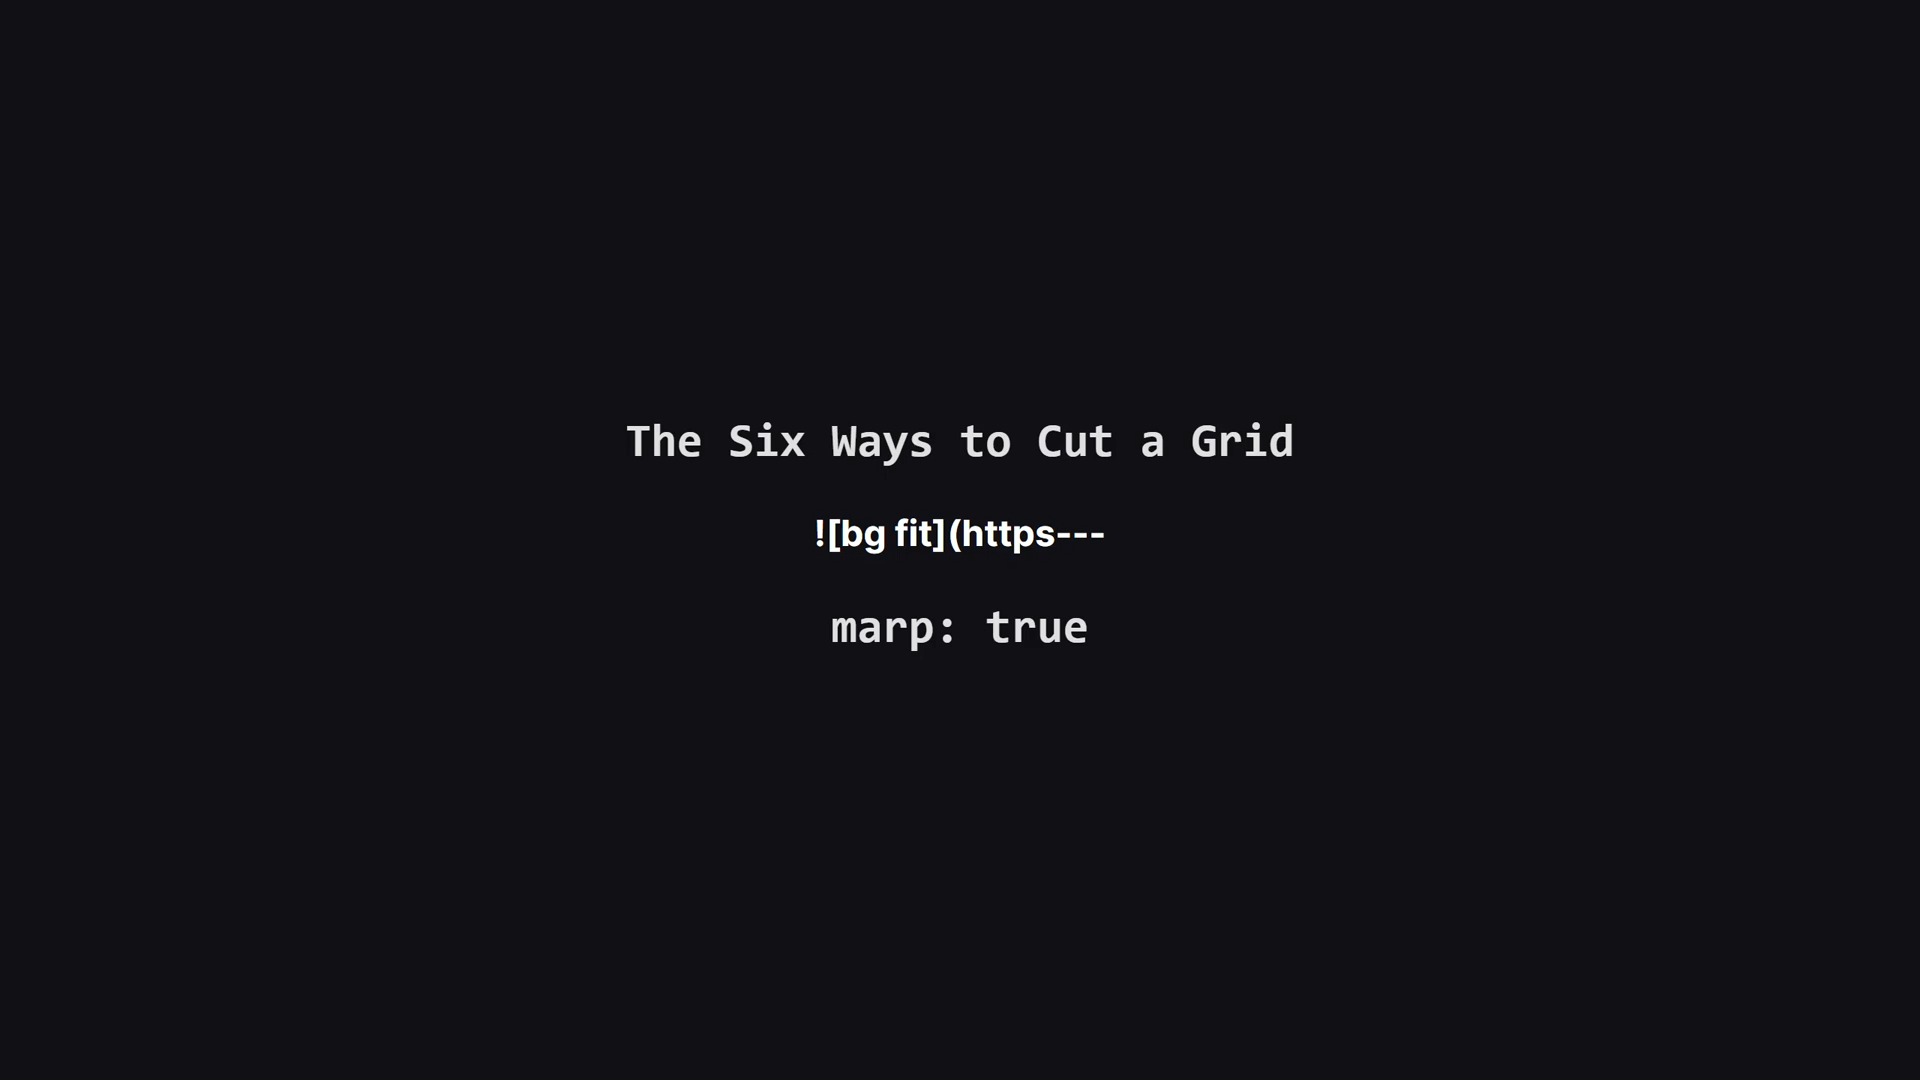 The Six Ways to Cut a Grid
![bg fit](https---
marp: true